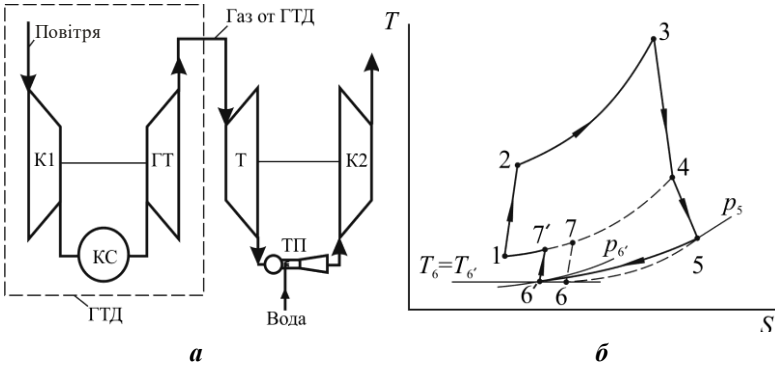 Повітря
Газ от ГТД
К1
ГТ
КС
ГТД
Т
К2
ТП
Вода
а
T
3
2
4
1
7′
7
p5
p6′
5
T6=T6′
6′
6
S
б